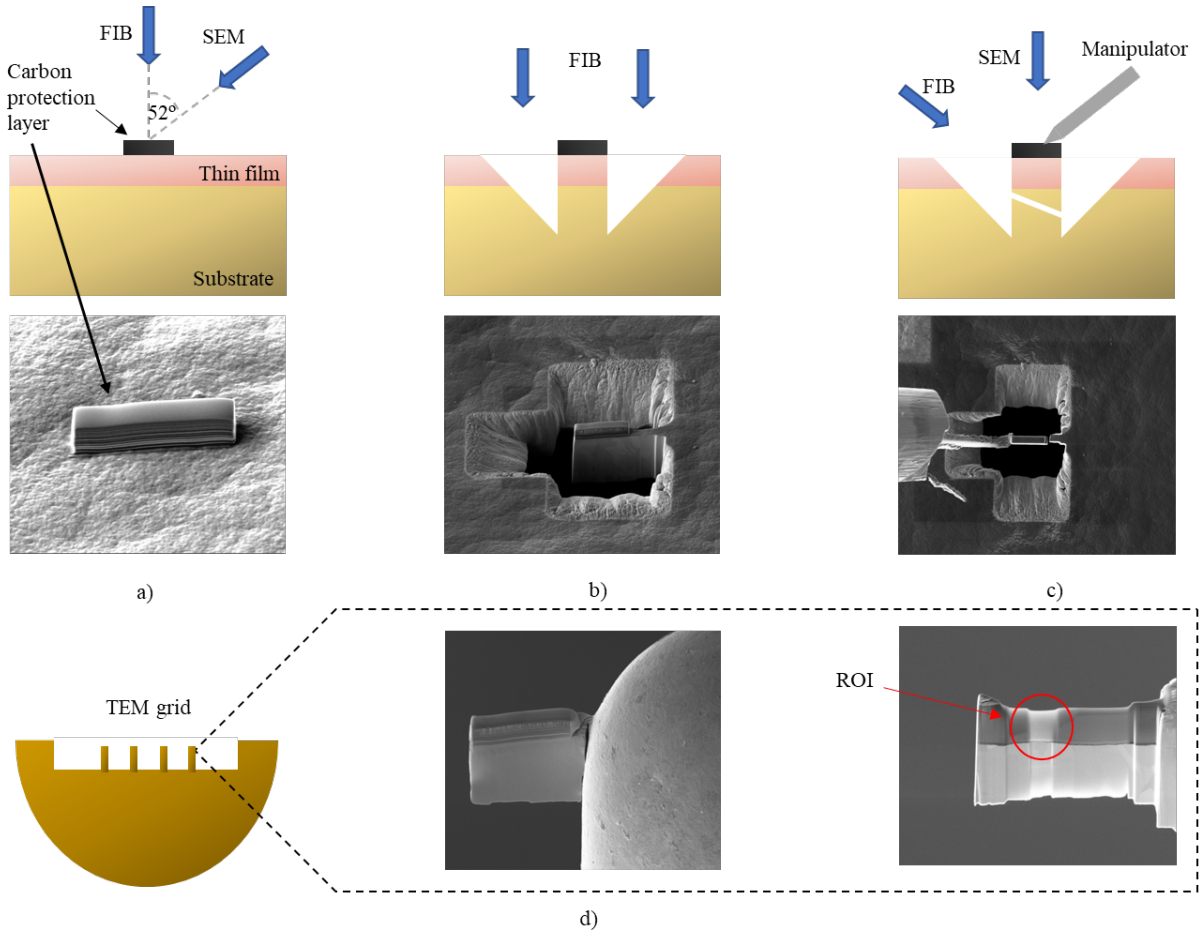 FIB
SEM
Carbon
protection
layer
52°
Thin film
Substrate
a)
FIB
b)
SEM
Manipulator
FIB
c)
TEM grid
ROI
d)